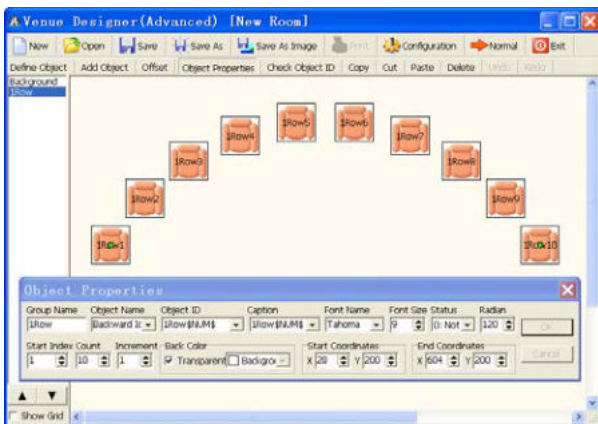 Venue Designer(Advanced) [New Room]
New Open Save Save As Save As Image Print Configuration Normal Exit
Define Object Add Object Offset Object Properties Check Object ID Copy Cut Paste Delete Undo Redo
Background
1Row
1Row1 1Row2 1Row3 1Row4 1Row5 1Row6 1Row7 1Row8 1Row9 1Row10
Object Properties
Group Name Object Name Object ID Caption Font Name Font Size Status Radian
1Row Backward 1Row$NUM$ 1Row$NUM$ Tahoma 9 0: Not 120 OK
Start Index Count Increment Back Color Start Coordinates End Coordinates
1 10 1 Transparent Backgro X 28 Y 200 X 604 Y 200 Cancel
Show Grid